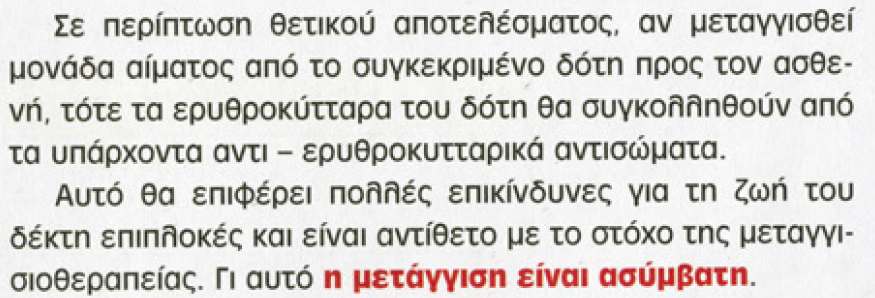 Σε περίπτωση θετικού αποτελέσματος, αν μεταγγισθεί
μονάδα αίματος από το συγκεκριμένο δότη προς τον ασθε-
νή, τότε τα ερυθροκύτταρα του δότη θα συγκολληθούν από
τα υπάρχοντα αντι – ερυθροκυτταρικά αντισώματα.
Αυτό θα επιφέρει πολλές επικίνδυνες για τη ζωή του
δέκτη επιπλοκές και είναι αντίθετο με το στόχο της μεταγγι-
σιοθεραπείας. Γι αυτό η μετάγγιση είναι ασύμβατη.